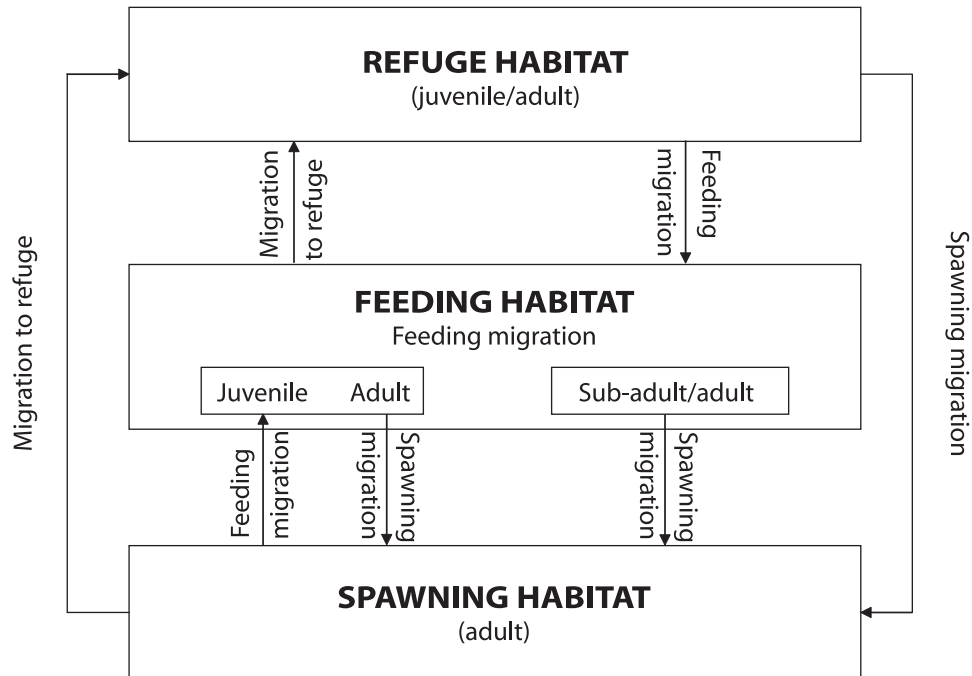 REFUGE HABITAT
(juvenile/adult)
Migration
to refuge
Feeding
migration
Migration to refuge
Spawning migration
FEEDING HABITAT
Feeding migration
Juvenile Adult
Sub-adult/adult
Feeding
migration
Spawning
migration
Spawning
migration
SPAWNING HABITAT
(adult)